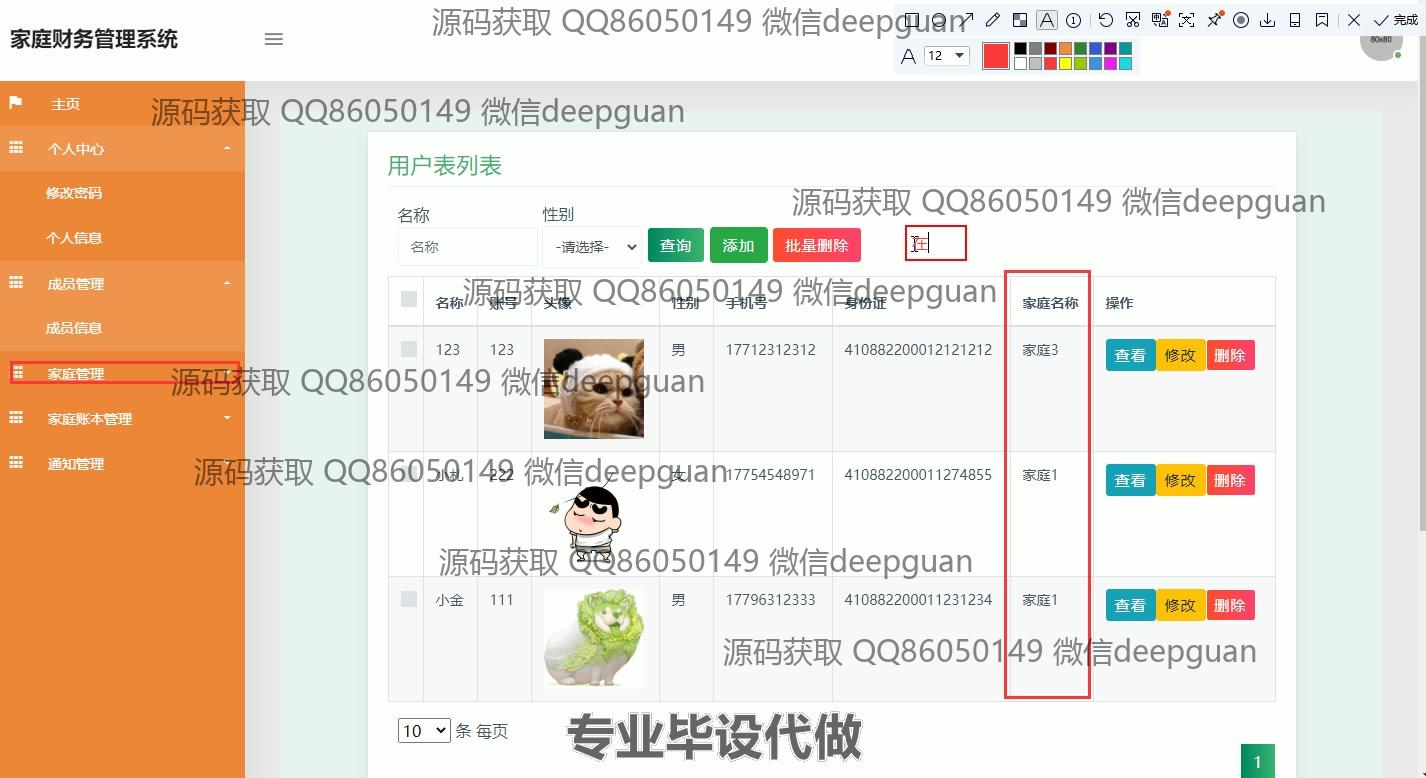 源码获取 QQ86050149 微信deepguan
12
完成
80x80
家庭财务管理系统
主页
源码获取 QQ86050149 微信deepguan
个人中心
修改密码
个人信息
成员管理
成员信息
家庭管理
家庭账本管理
通知管理
用户表列表
源码获取 QQ86050149 微信deepguan
名称 性别
名称 -请选择- 查询 添加 批量删除
源码获取 QQ86050149 微信deepguan
名称 账号 头像 性别 手机号 身份证 家庭名称 操作
123 123 男 17712312312 410882200012121212 家庭3 查看 修改 删除
源码获取 QQ86050149 微信deepguan
222 女 17754548971 410882200011274855 家庭1 查看 修改 删除
源码获取 QQ86050149 微信deepguan
源码获取 QQ86050149 微信deepguan
小金 111 男 17796312333 410882200011231234 家庭1 查看 修改 删除
源码获取 QQ86050149 微信deepguan
10 条 每页
专业毕设代做
1